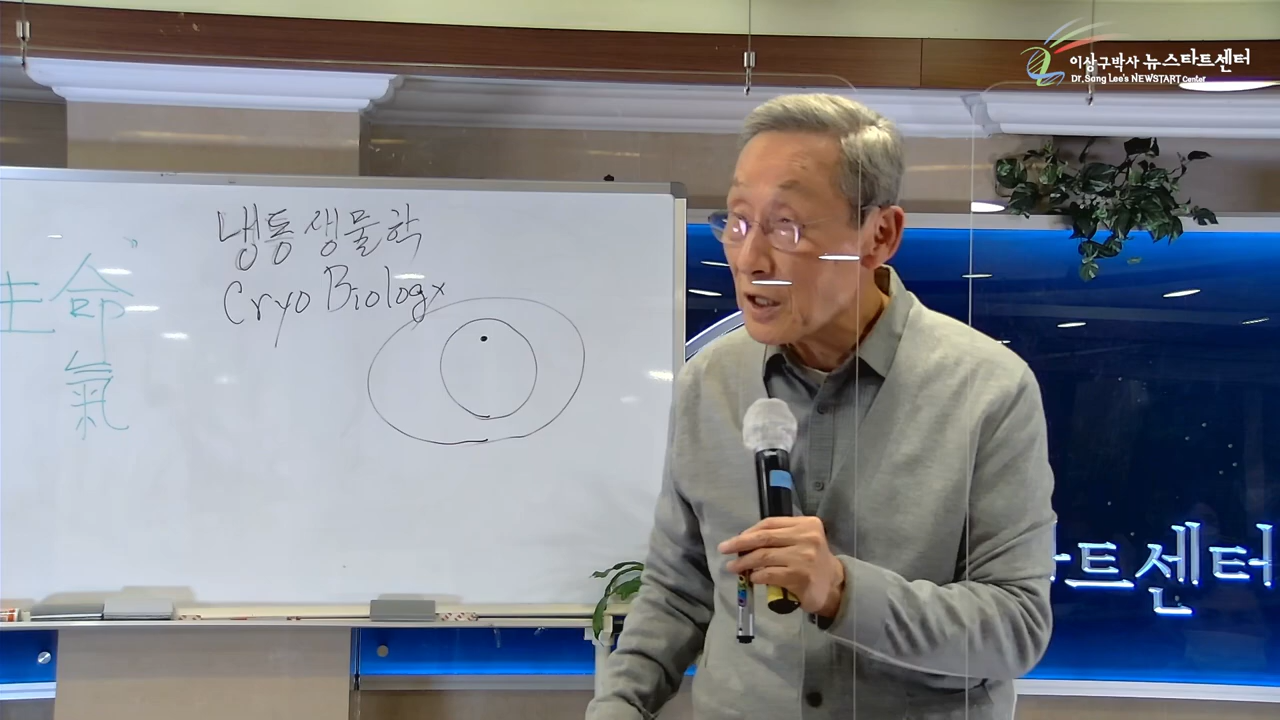 이상구박사 뉴스타트센터
Dr. Sang Lee's NEWSTART Center
냉동생물학
Cryo Biology
生命
氣
타트센터